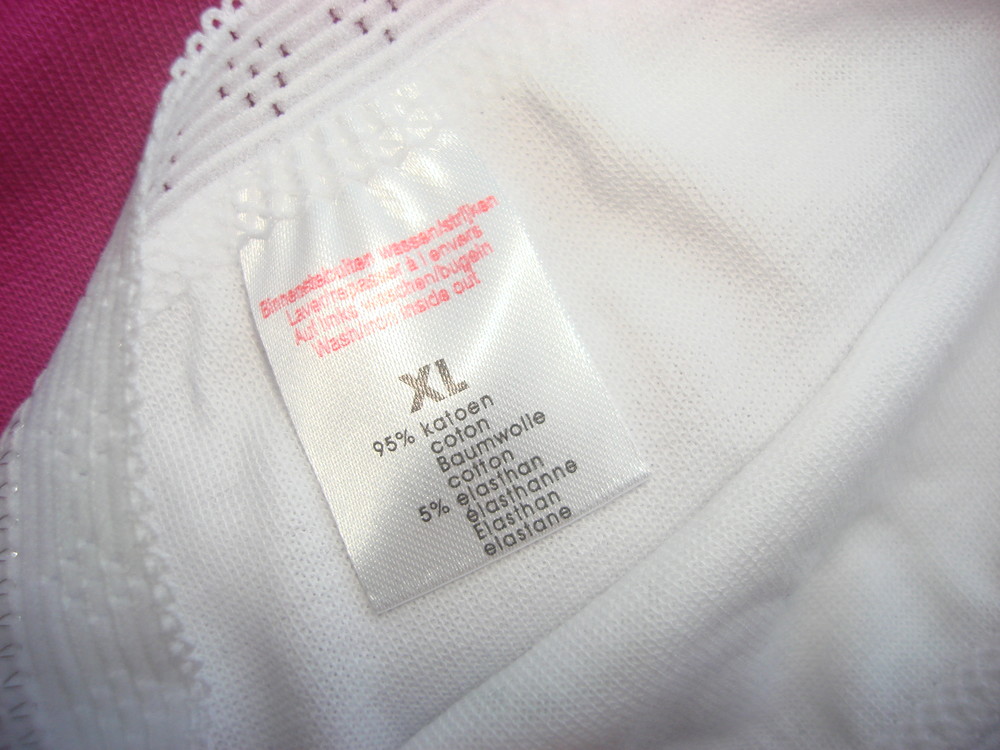 Binnenstebuiten wassen/strijken
Laver/repasser à l'envers
Auf links waschen/bügeln
Wash/iron inside out
XL
95% katoen
coton
Baumwolle
cotton
5% elasthan
élasthanne
Elasthan
elastane